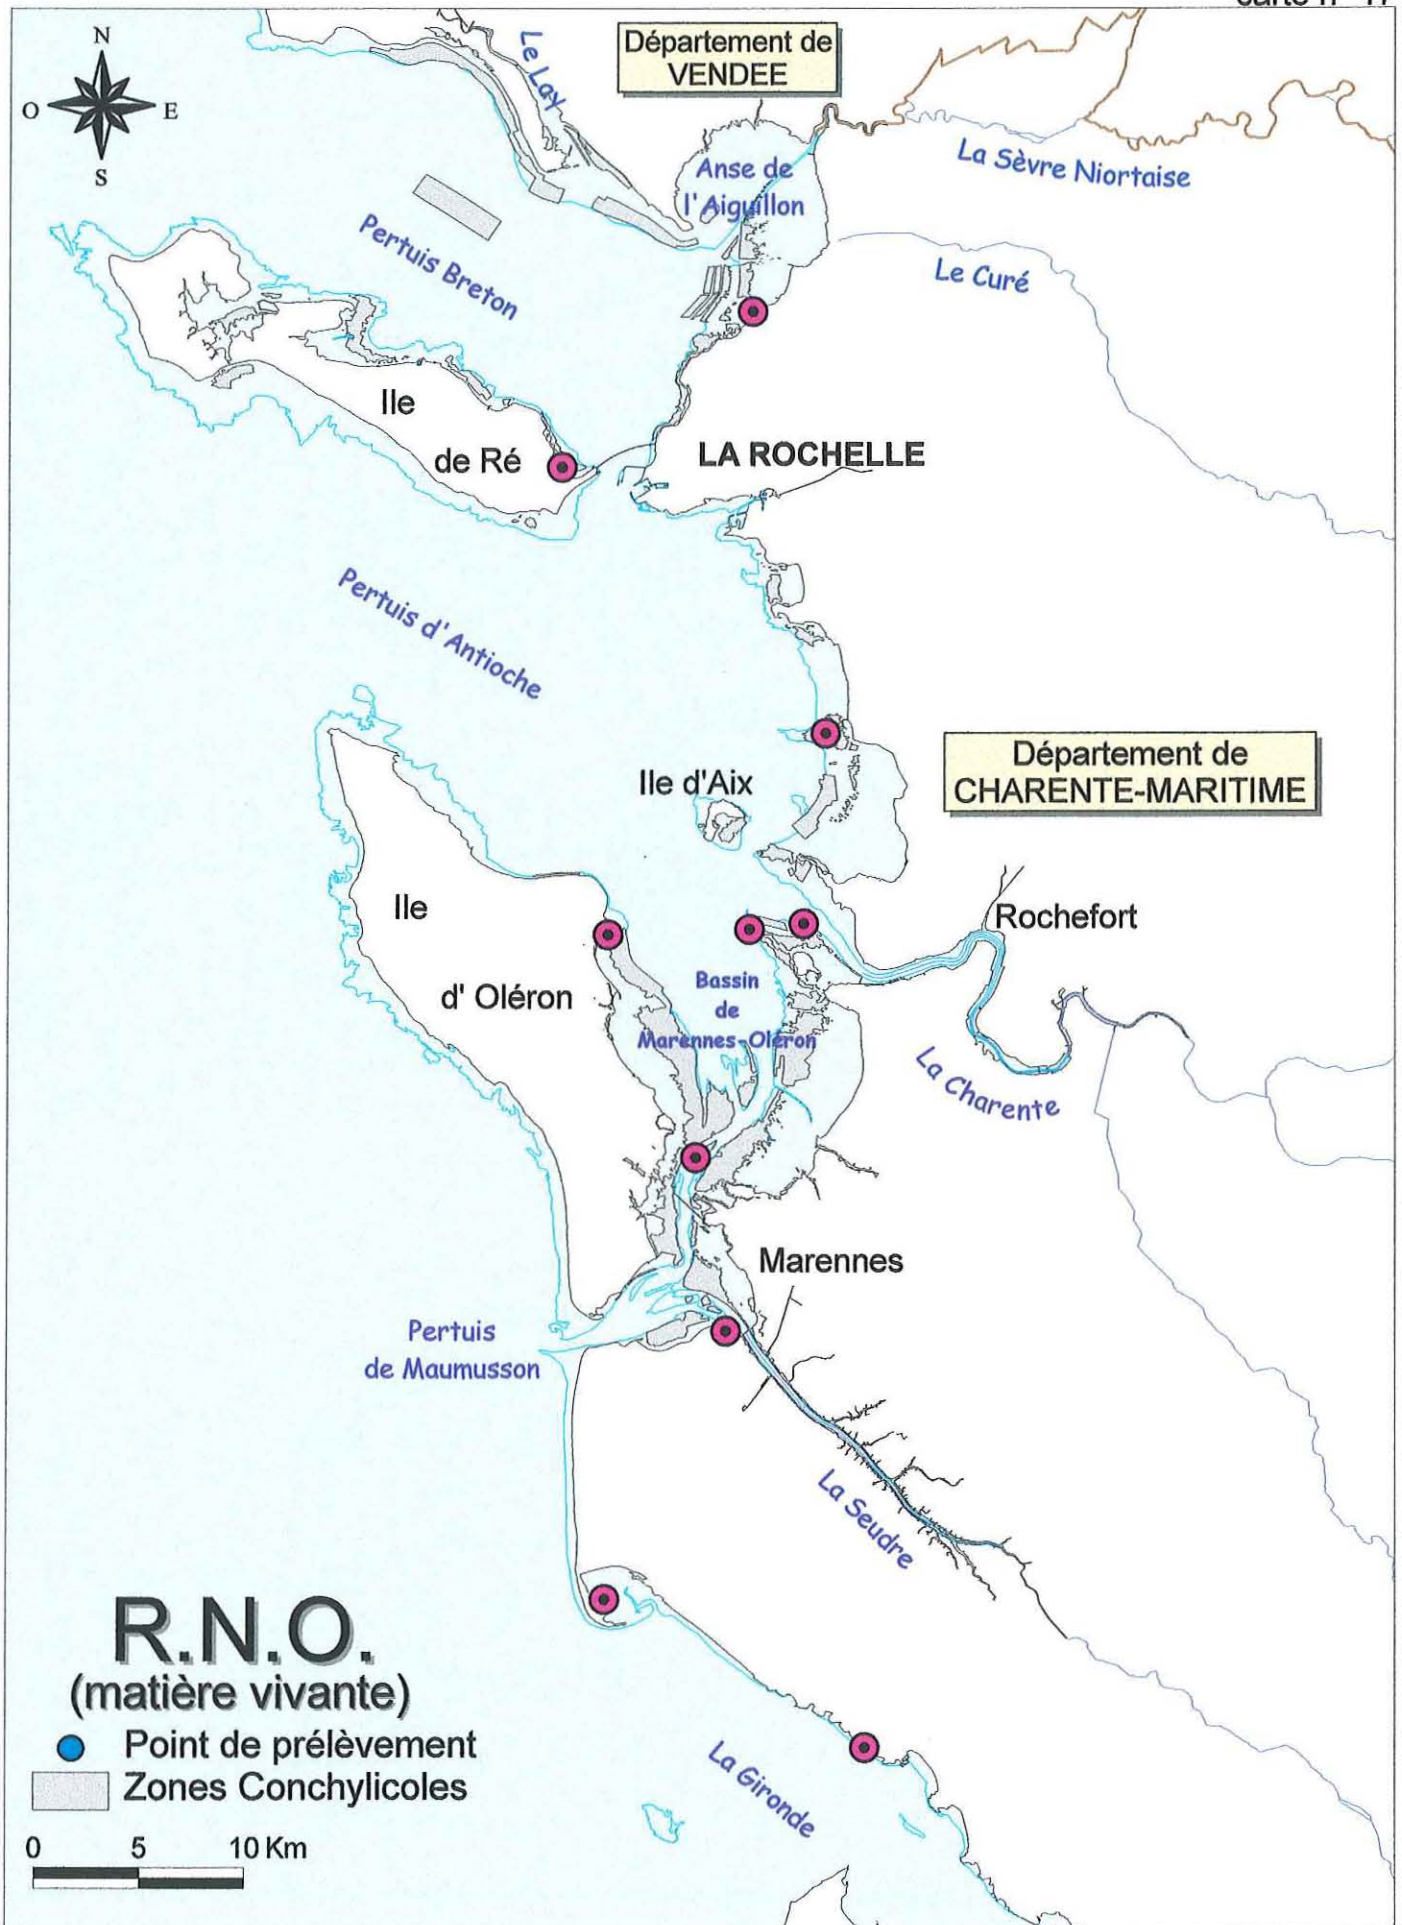 N
O E
S
Le Lay
Département de
VENDEE
La Sèvre Niortaise
Anse de
l'Aiguillon
Pertuis Breton
Le Curé
Ile
de Ré
LA ROCHELLE
Pertuis d'Antioche
Ile d'Aix
Département de
CHARENTE-MARITIME
Ile
d' Oléron
Rochefort
Bassin
de
Marennes-Oléron
La Charente
Marennes
Pertuis
de Maumusson
La Seudre
R.N.O.
(matière vivante)
Point de prélèvement
Zones Conchylicoles
La Gironde
0 5 10 Km